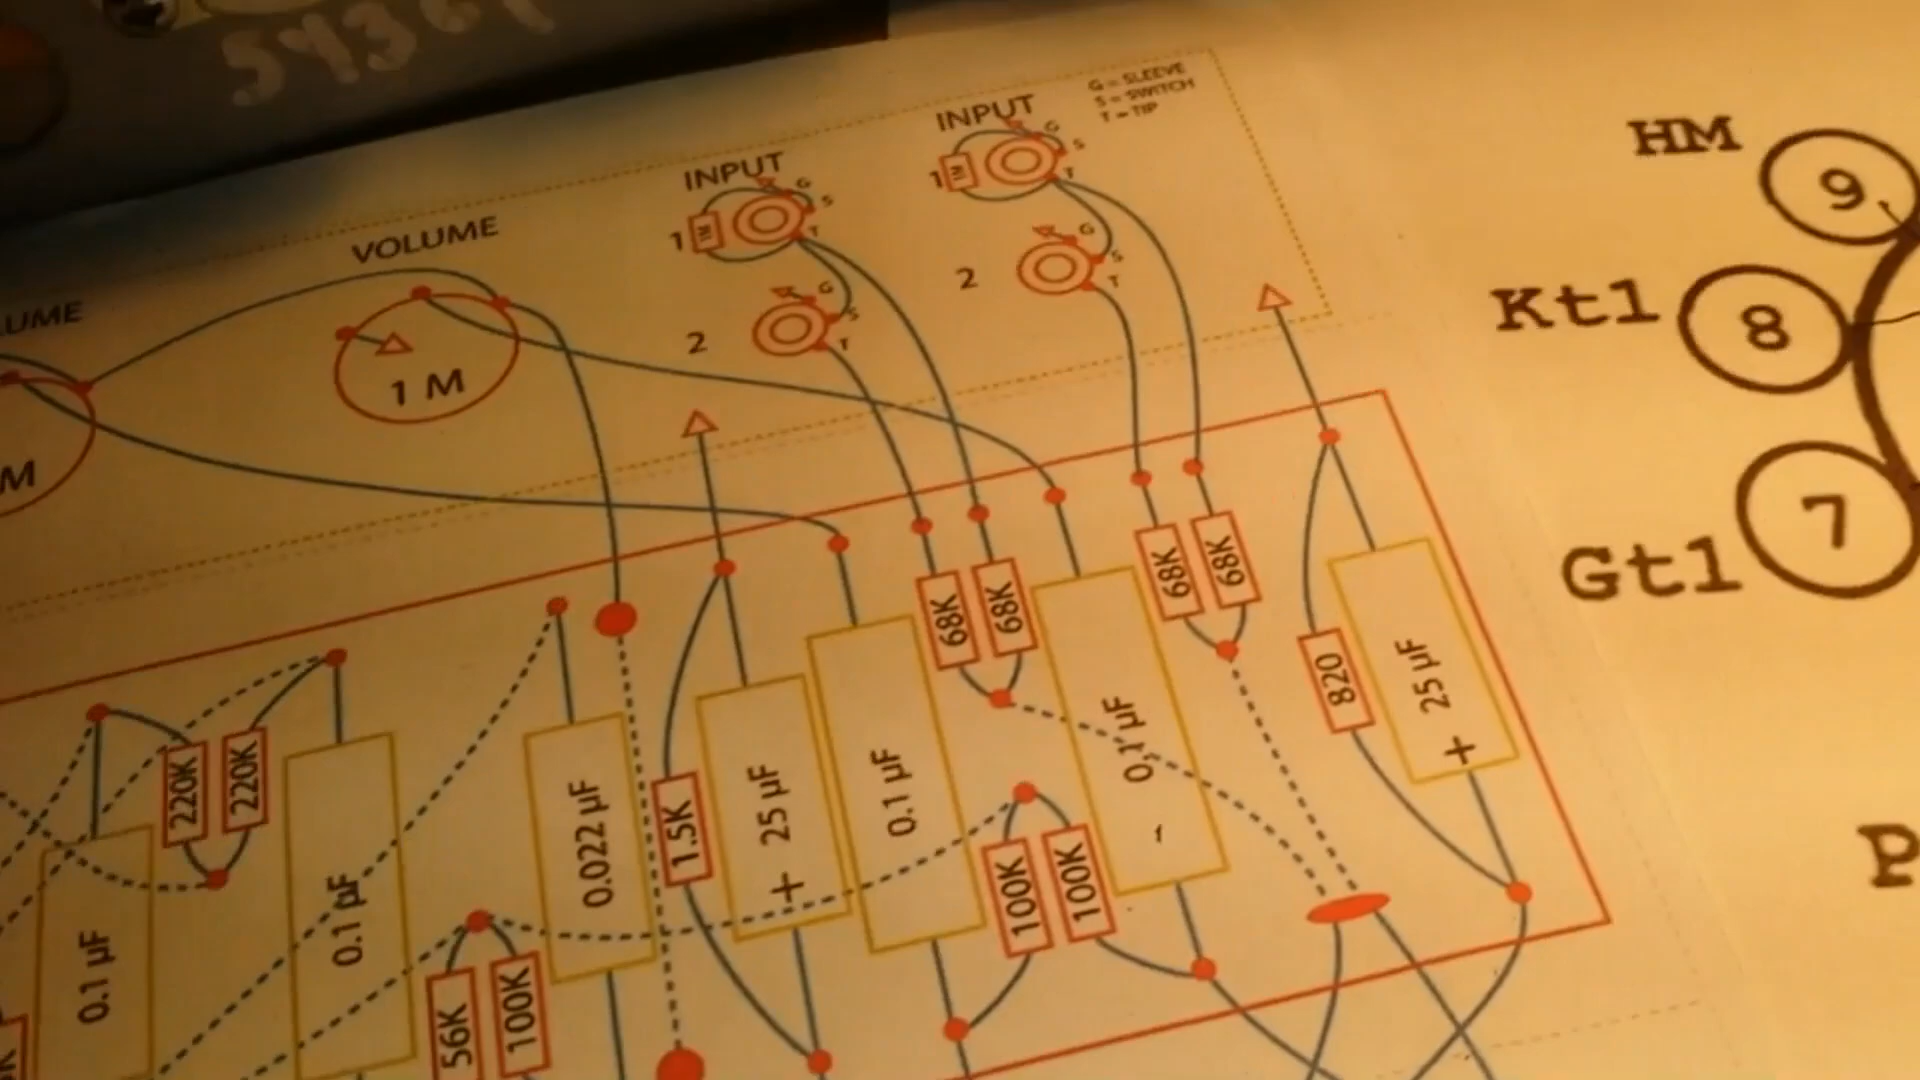 G = SLEEVE
S = SWITCH
T = TIP
INPUT
G
S
T
1
1M
INPUT
G
S
T
1
1M
HM
9
VOLUME
G
S
T
2
G
S
T
2
Kt1
8
1 M
M
7
Gt1
68K
68K
68K
68K
820
25 µF
+
0.1 µF
220K
220K
0.022 µF
1.5K
25 µF
+
0.1 µF
100K
100K
0.1 µF
0.1 µF
56K
100K